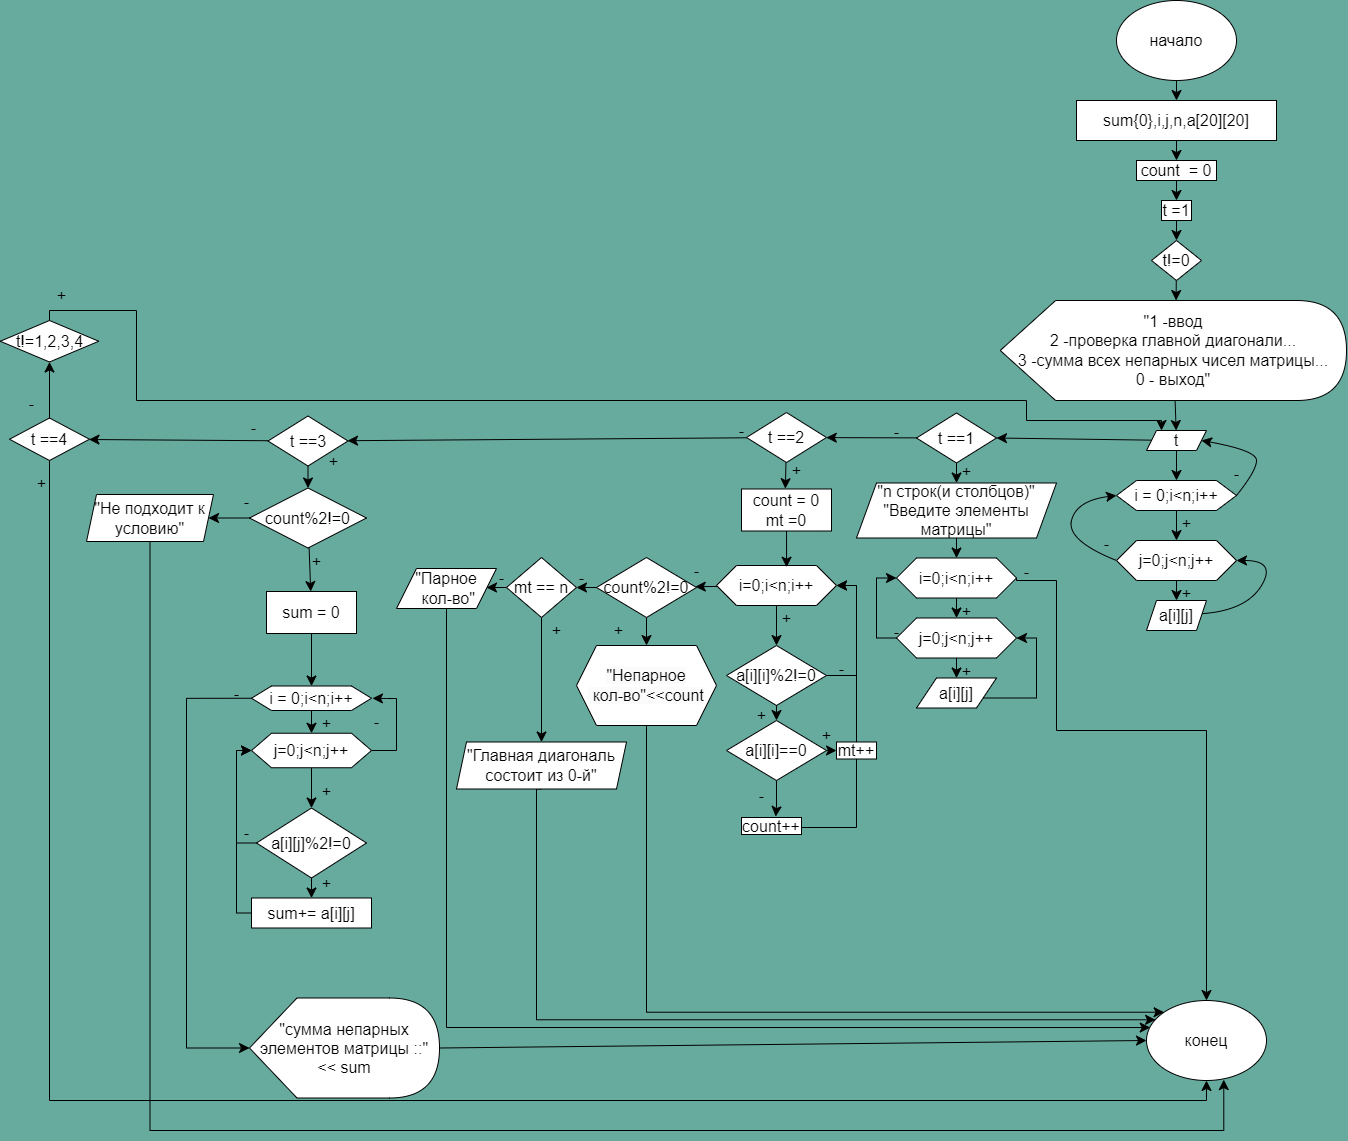 начало
sum{0},i,j,n,a[20][20]
count = 0
t =1
t!=0
"1 -ввод
2 -проверка главной диагонали...
3 -сумма всех непарных чисел матрицы...
0 - выход"
t
i = 0;i<n;i++
-
+
j=0;j<n;j++
-
+
a[i][j]
t ==1
-
+
"n строк(и столбцов)"
"Введите элементы
матрицы"
i=0;i<n;i++
-
+
j=0;j<n;j++
-
+
a[i][j]
t ==2
-
+
count = 0
mt =0
i=0;i<n;i++
-
+
a[i][i]%2!=0
-
+
a[i][i]==0
+
mt++
-
count++
count%2!=0
-
+
"Непарное
кол-во"<<count
mt == n
-
+
"Главная диагональ
состоит из 0-й"
"Парное
кол-во"
t ==3
-
+
count%2!=0
-
+
"Не подходит к
условию"
sum = 0
i = 0;i<n;i++
-
+
j=0;j<n;j++
-
+
a[i][j]%2!=0
-
+
sum+= a[i][j]
"сумма непарных
элементов матрицы ::"
<< sum
t ==4
-
+
t!=1,2,3,4
+
конец